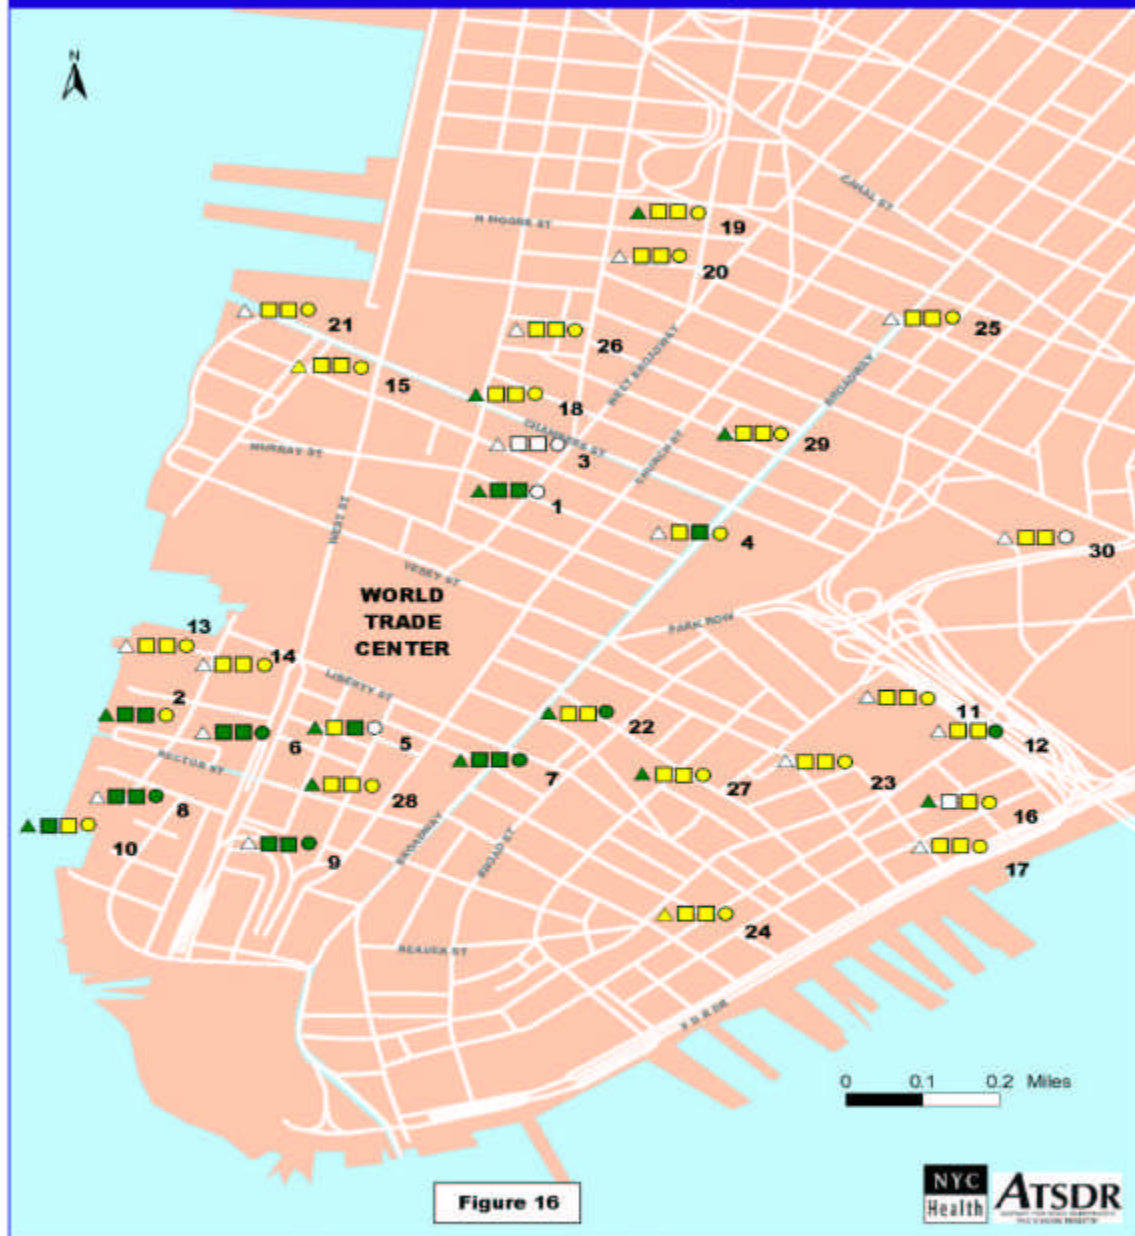 N
CANAL ST
N MOORE ST
19
20
21
26
25
15
WEST BROADWAY
BROADWAY
18
CHAMBERS ST
29
MURRAY ST
3
CHURCH ST
1
WEST ST
4
30
VESEY ST
WORLD
TRADE
CENTER
PARK ROW
13
14
LIBERTY ST
2
11
22
5
6
12
RECTOR ST
7
27
23
28
8
16
10
9
BROADWAY
BROAD ST
17
24
BEAVER ST
F D R DR
0 0.1 0.2 Miles
Figure 16
NYC
Health
ATSDR